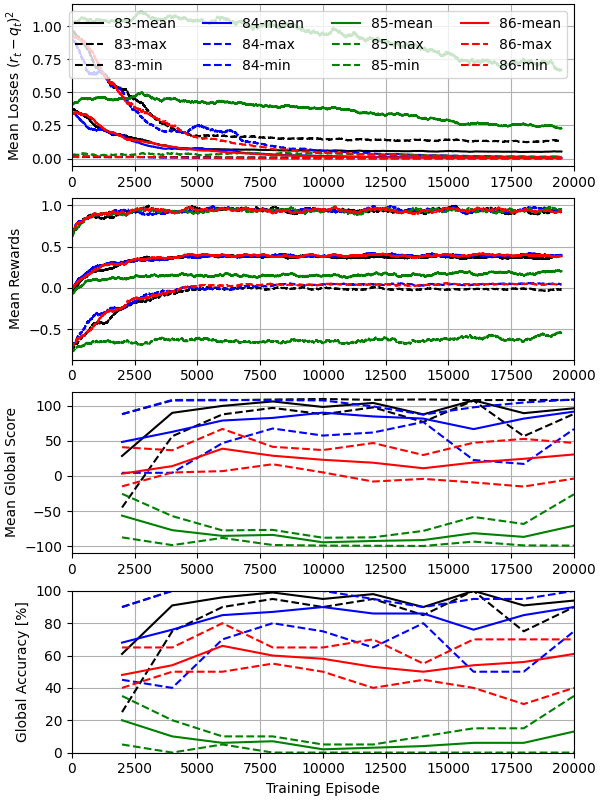 83-mean 84-mean 85-mean 86-mean
83-max 84-max 85-max 86-max
83-min 84-min 85-min 86-min
Mean Losses $(r_t - q_t)^2$
1.00
0.75
0.50
0.25
0.00
0 2500 5000 7500 10000 12500 15000 17500 20000
Mean Rewards
1.0
0.5
0.0
−0.5
0 2500 5000 7500 10000 12500 15000 17500 20000
Mean Global Score
100
50
0
−50
−100
0 2500 5000 7500 10000 12500 15000 17500 20000
Global Accuracy [%]
100
80
60
40
20
0
0 2500 5000 7500 10000 12500 15000 17500 20000
Training Episode